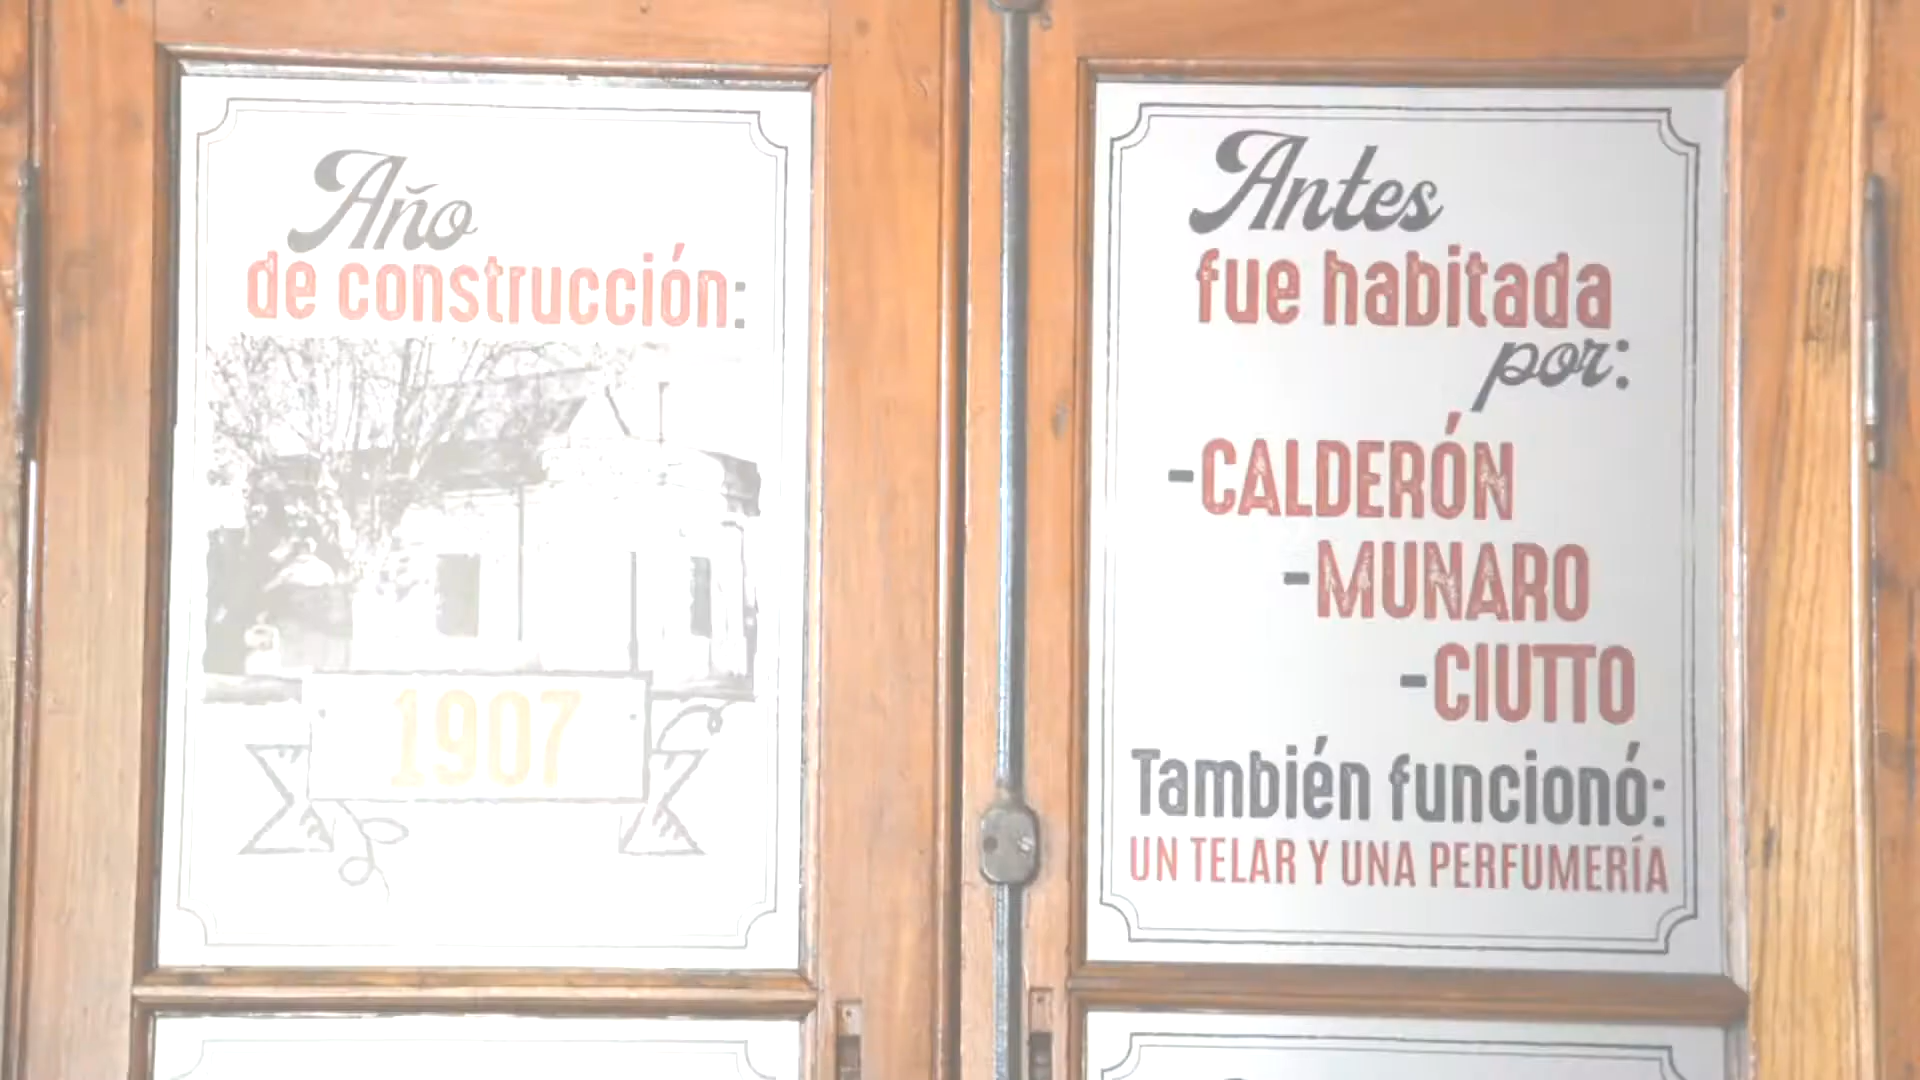 Año
de construcción:
1907
Antes
fue habitada
por:
-CALDERÓN
-MUNARO
-CIUTTO
También funcionó:
UN TELAR Y UNA PERFUMERÍA